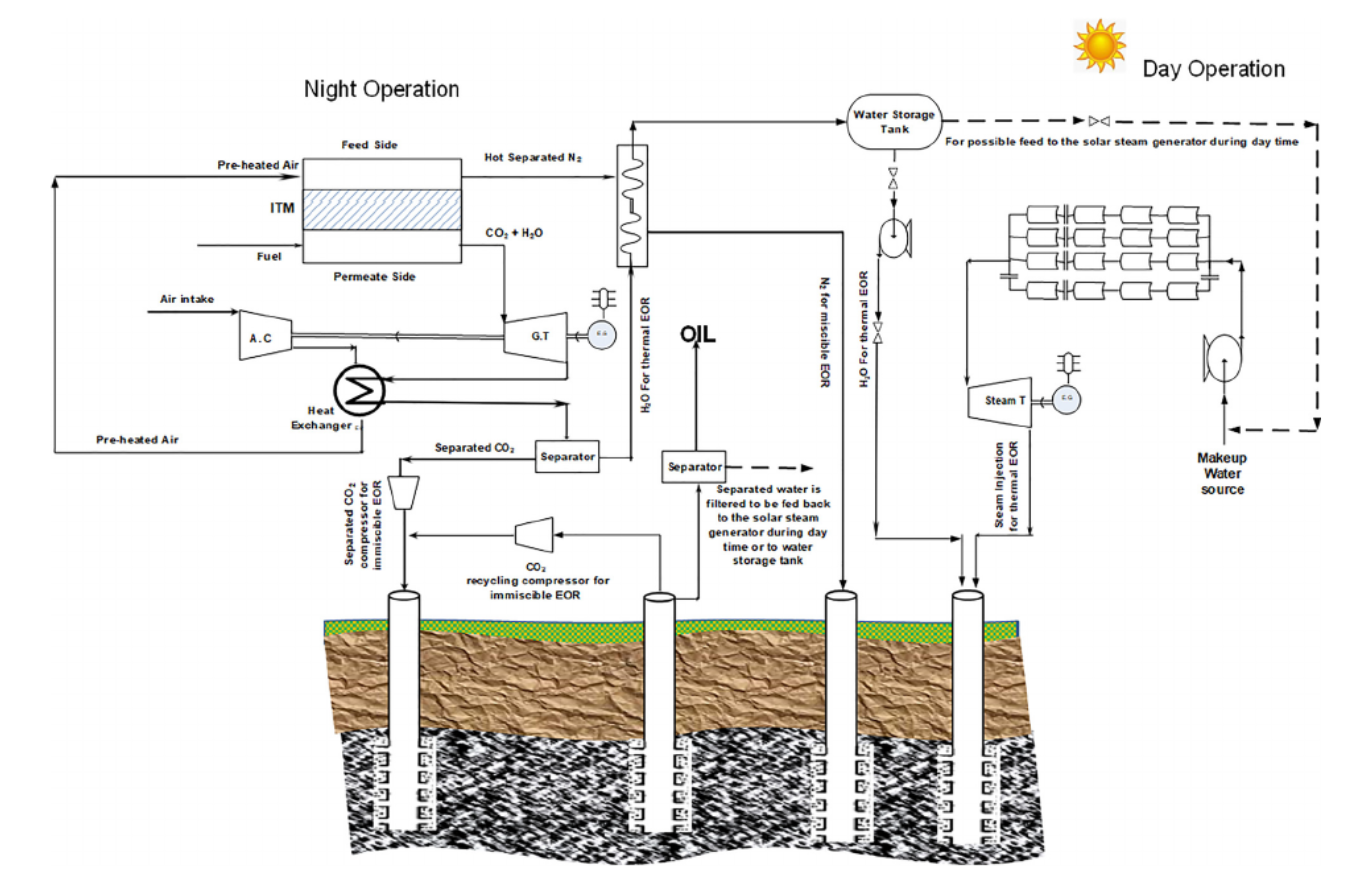 Night Operation
Day Operation
Feed Side
Pre-heated Air
Hot Separated N₂
ITM
CO₂ + H₂O
Fuel
Permeate Side
Air intake
A.C
G.T
E.G
Heat
Exchanger
Pre-heated Air
Separated CO₂
Separator
Separated CO₂
compressor for
immiscible EOR
H₂O For thermal EOR
OIL
Separator
Separated water is
filtered to be fed back
to the solar steam
generator during day
time or to water
storage tank
CO₂
recycling compressor for
immiscible EOR
N₂ for miscible EOR
Water Storage
Tank
For possible feed to the solar steam generator during day time
H₂O For thermal EOR
Steam T
E.G
Steam Injection
for thermal EOR
Makeup
Water
source